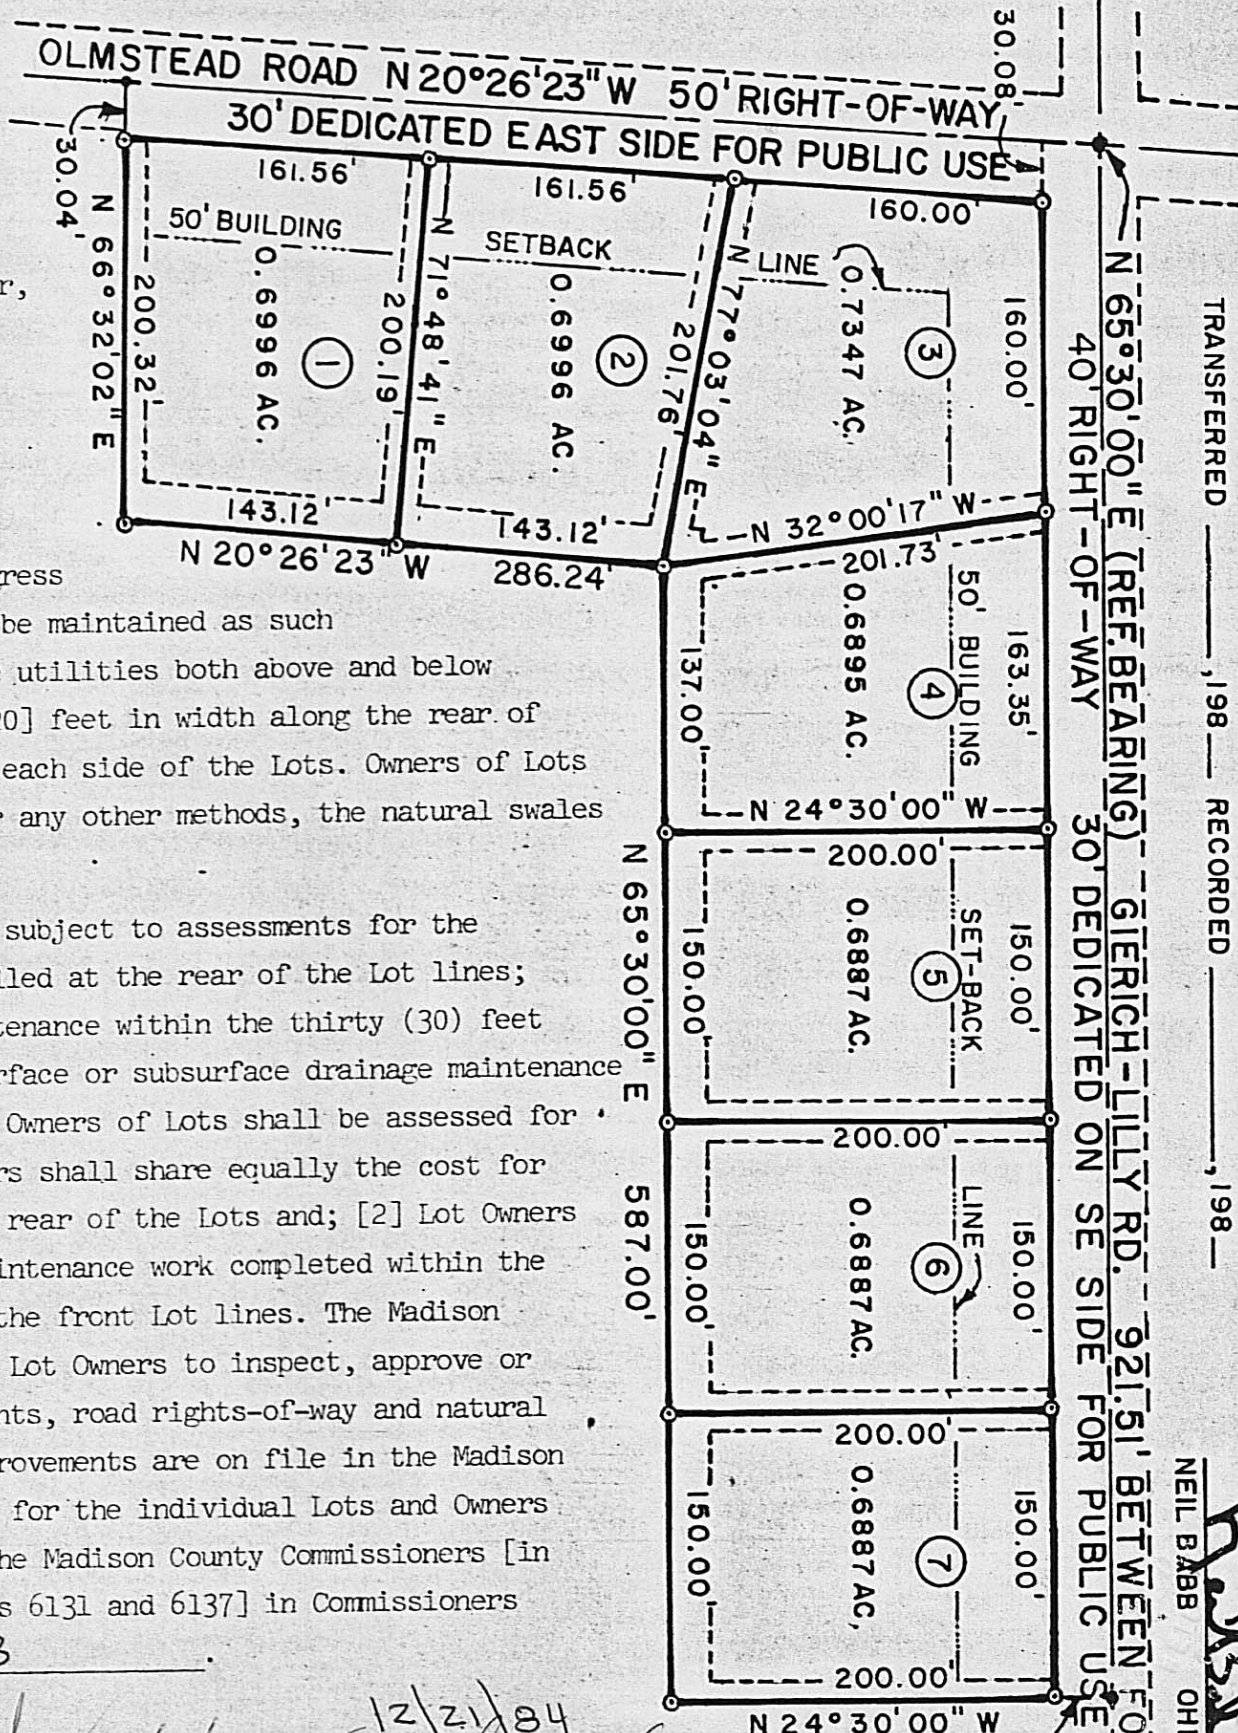 OLMSTEAD ROAD N 20°26'23" W 50' RIGHT-OF-WAY
30' DEDICATED EAST SIDE FOR PUBLIC USE
30.08'
30.04'
161.56'
161.56'
160.00'
50' BUILDING
SETBACK
LINE
N 66°32'02" E
200.32'
0.6996 AC.
1
200.19'
N 71°48'41" E
0.6996 AC.
2
201.76'
N 77°03'04" E
0.7347 AC.
3
160.00'
143.12'
143.12'
N 20°26'23" W
286.24'
N 32°00'17" W
201.73'
137.00'
0.6895 AC.
4
50' BUILDING
163.35'
N 24°30'00" W
200.00'
150.00'
0.6887 AC.
5
SET-BACK
150.00'
200.00'
150.00'
0.6887 AC.
6
LINE
150.00'
200.00'
150.00'
0.6887 AC,
7
150.00'
200.00'
N 24°30'00" W
N 65°30'00" E 587.00'
40' RIGHT-OF-WAY 30' DEDICATED ON SE SIDE FOR PUBLIC USE
N 65°30'00" E (REF. BEARING) GIERICH-LILLY RD. 921.51' BETWEEN
TRANSFERRED , 198 RECORDED , 198
NEIL BABB
r,
ress
be maintained as such
utilities both above and below
0] feet in width along the rear of
each side of the Lots. Owners of Lots
any other methods, the natural swales
subject to assessments for the
lled at the rear of the Lot lines;
tenance within the thirty (30) feet
rface or subsurface drainage maintenance
Owners of Lots shall be assessed for
rs shall share equally the cost for
rear of the Lots and; [2] Lot Owners
intenance work completed within the
the front Lot lines. The Madison
Lot Owners to inspect, approve or
nts, road rights-of-way and natural
rovements are on file in the Madison
for the individual Lots and Owners
he Madison County Commissioners [in
s 6131 and 6137] in Commissioners
12/21/84